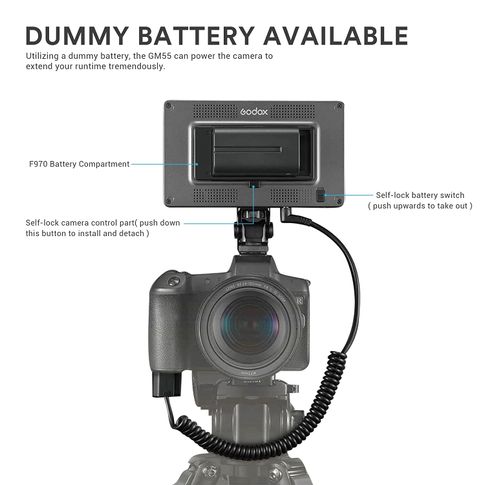 DUMMY BATTERY AVAILABLE
Utilizing a dummy battery, the GM55 can power the camera to
extend your runtime tremendously.
Godox
F970 Battery Compartment
Self-lock battery switch
( push upwards to take out )
Self-lock camera control part( push down
this button to install and detach )
R